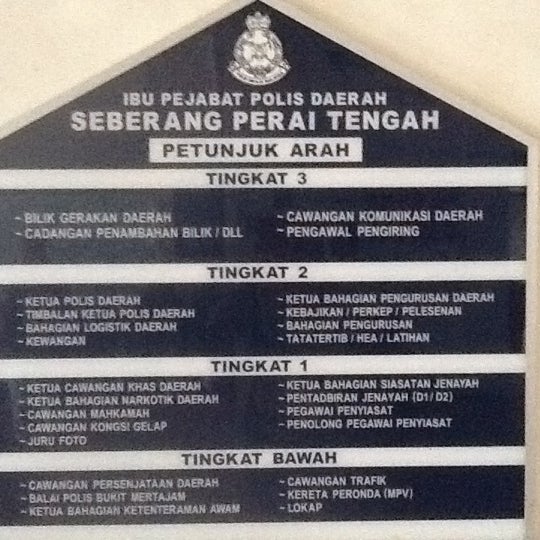 IBU PEJABAT POLIS DAERAH
SEBERANG PERAI TENGAH
PETUNJUK ARAH
TINGKAT 3
~ BILIK GERAKAN DAERAH
~ CADANGAN PENAMBAHAN BILIK / DLL
~ CAWANGAN KOMUNIKASI DAERAH
~ PENGAWAL PENGIRING
TINGKAT 2
~ KETUA POLIS DAERAH
~ TIMBALAN KETUA POLIS DAERAH
~ BAHAGIAN LOGISTIK DAERAH
~ KEWANGAN
~ KETUA BAHAGIAN PENGURUSAN DAERAH
~ KEBAJIKAN / PERKEP / PELESENAN
~ BAHAGIAN PENGURUSAN
~ TATATERTIB / HEA / LATIHAN
TINGKAT 1
~ KETUA CAWANGAN KHAS DAERAH
~ KETUA BAHAGIAN NARKOTIK DAERAH
~ CAWANGAN MAHKAMAH
~ CAWANGAN KONGSI GELAP
~ JURU FOTO
~ KETUA BAHAGIAN SIASATAN JENAYAH
~ PENTADBIRAN JENAYAH (D1 / D2)
~ PEGAWAI PENYIASAT
~ PENOLONG PEGAWAI PENYIASAT
TINGKAT BAWAH
~ CAWANGAN PERSENJATAAN DAERAH
~ BALAI POLIS BUKIT MERTAJAM
~ KETUA BAHAGIAN KETENTERAMAN AWAM
~ CAWANGAN TRAFIK
~ KERETA PERONDA (MPV)
~ LOKAP